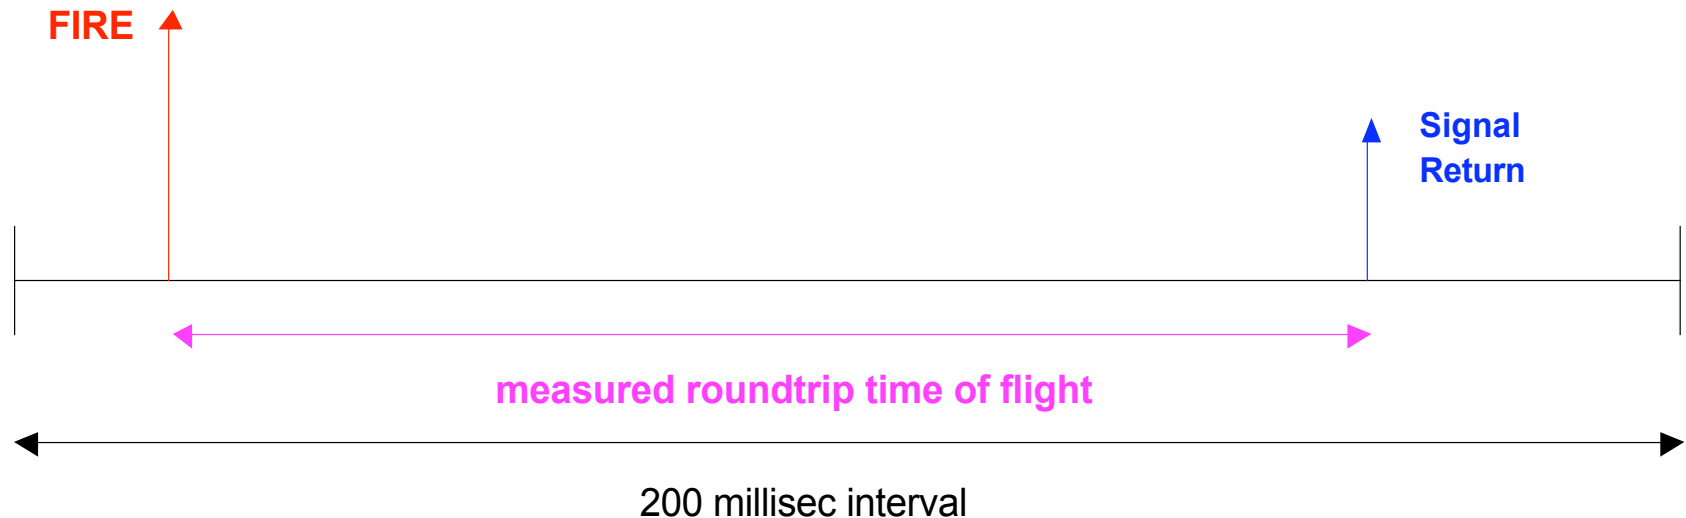 FIRE
Signal
Return
measured roundtrip time of flight
200 millisec interval